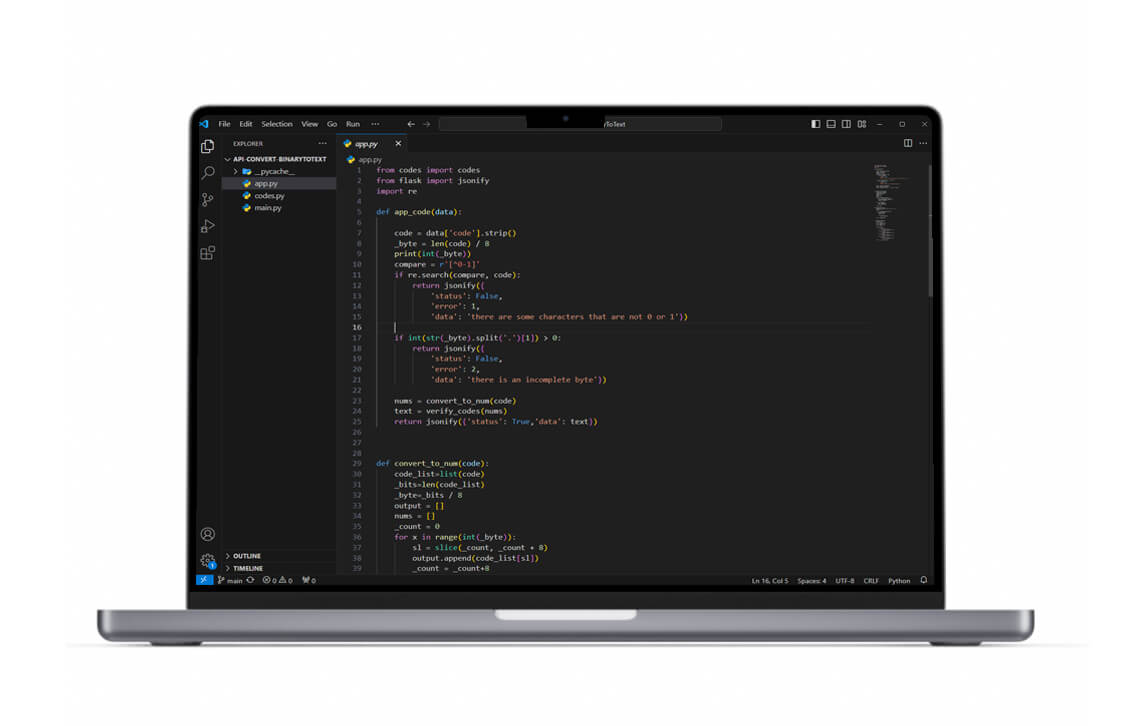 File Edit Selection View Go Run ··· ← → yToText
EXPLORER ···
API-CONVERT-BINARYTOTEXT
__pycache__
app.py
codes.py
main.py
OUTLINE
TIMELINE
app.py ×
app.py
1 from codes import codes
2 from flask import jsonify
3 import re
4
5 def app_code(data):
6
7 code = data['code'].strip()
8 _byte = len(code) / 8
9 print(int(_byte))
10 compare = r'[^0-1]'
11 if re.search(compare, code):
12 return jsonify({
13 'status': False,
14 'error': 1,
15 'data': 'there are some characters that are not 0 or 1'})
16
17 if int(str(_byte).split('.')[1]) > 0:
18 return jsonify({
19 'status': False,
20 'error': 2,
21 'data': 'there is an incomplete byte'})
22
23 nums = convert_to_num(code)
24 text = verify_codes(nums)
25 return jsonify({'status': True,'data': text})
26
27
28
29 def convert_to_num(code):
30 code_list=list(code)
31 _bits=len(code_list)
32 _byte=_bits / 8
33 output = []
34 nums = []
35 _count = 0
36 for x in range(int(_byte)):
37 sl = slice(_count, _count + 8)
38 output.append(code_list[sl])
39 _count = _count+8
1
main 0 0 0 Ln 16, Col 5 Spaces: 4 UTF-8 CRLF Python